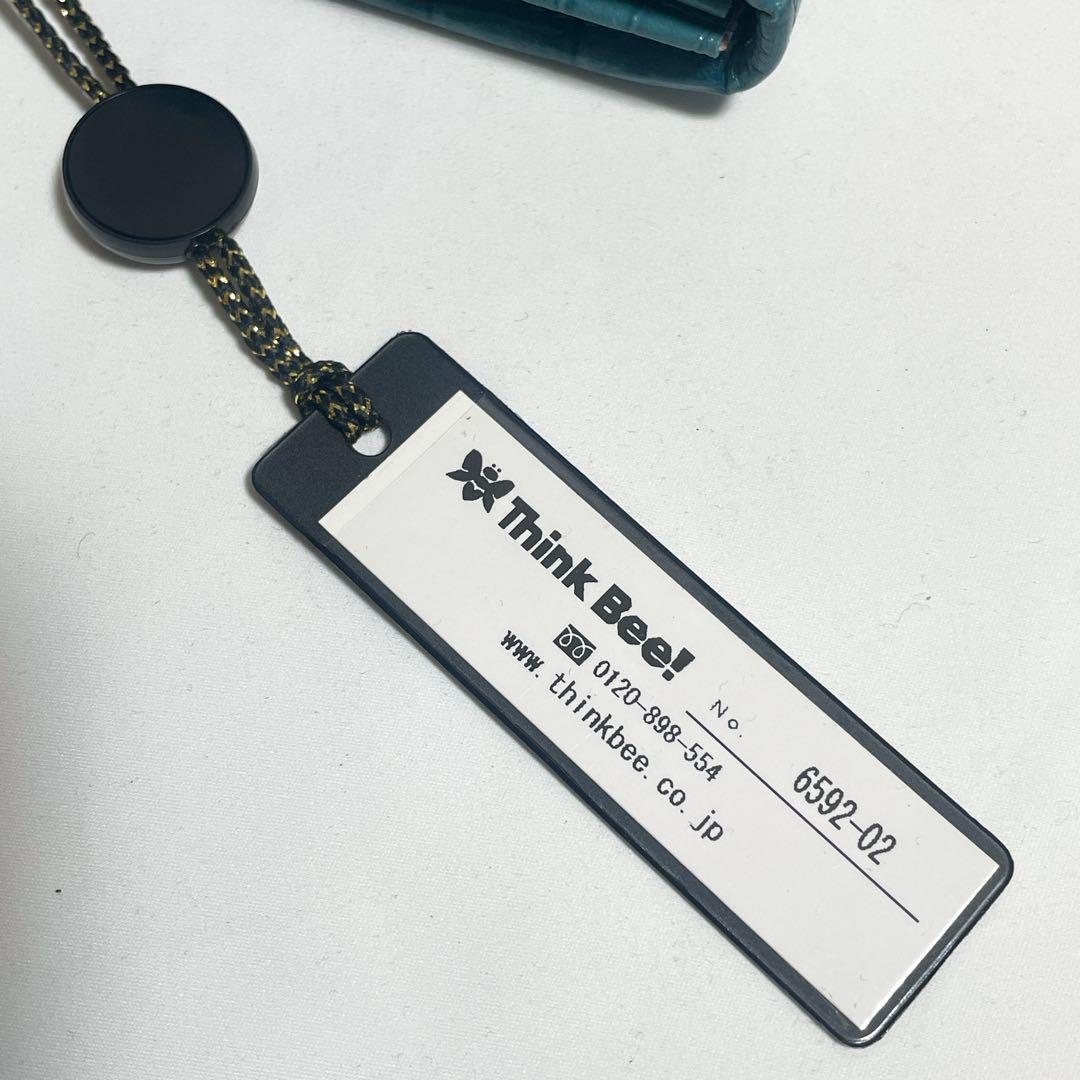 Think Bee!
0120-898-554
www.thinkbee.co.jp
No. 6592-02